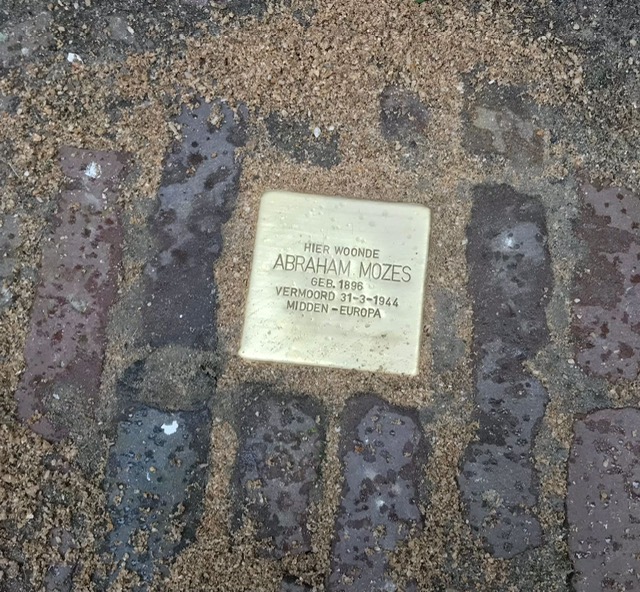 HIER WOONDE
ABRAHAM MOZES
GEB. 1896
VERMOORD 31-3-1944
MIDDEN-EUROPA